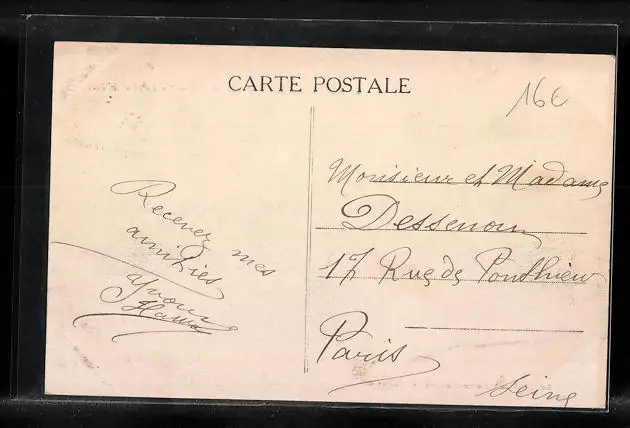 CARTE POSTALE
16€
Recevez mes
amitiés
Yvonne
Monsieur et Madame
Dessenon
17 Rue de Ponthieu
Paris
Seine